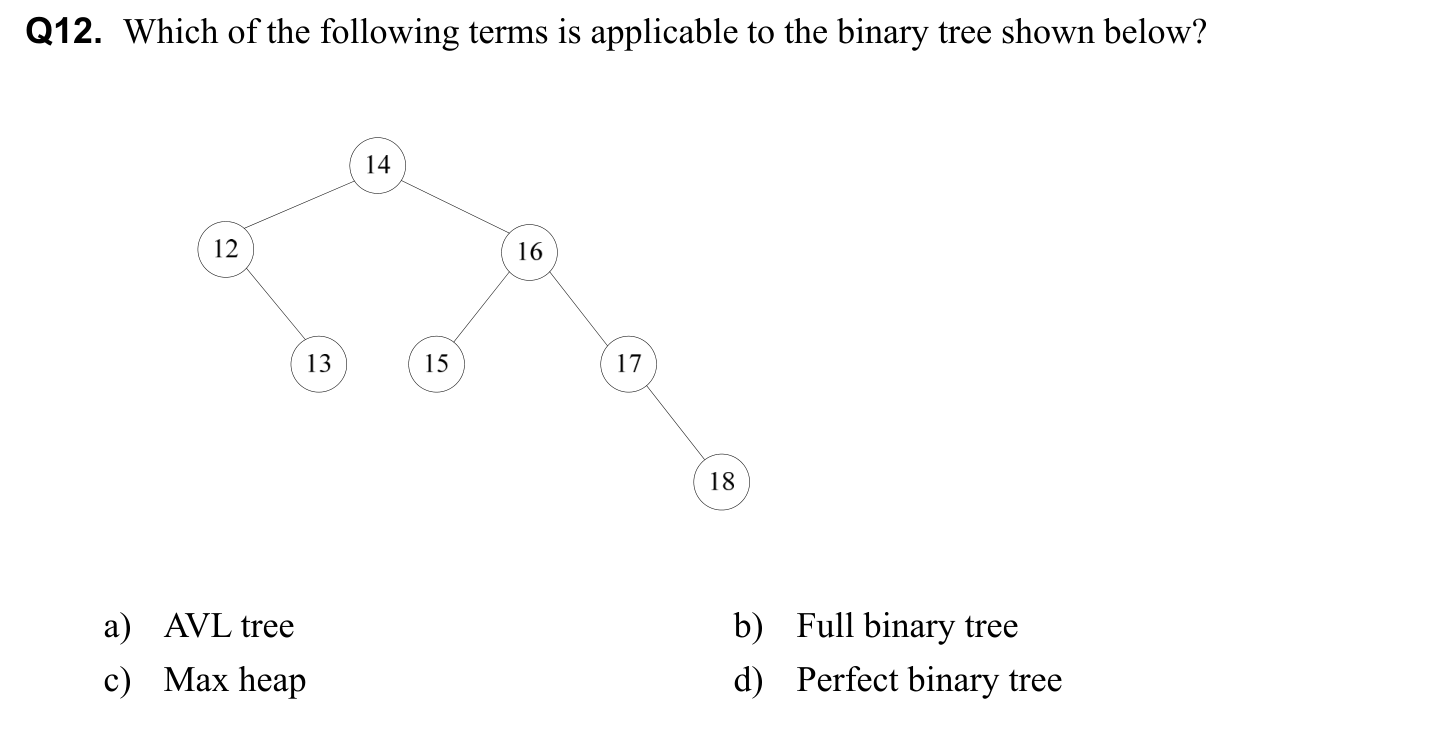 Q12. Which of the following terms is applicable to the binary tree shown below?
14
12
16
13
15
17
18
a) AVL tree
b) Full binary tree
c) Max heap
d) Perfect binary tree